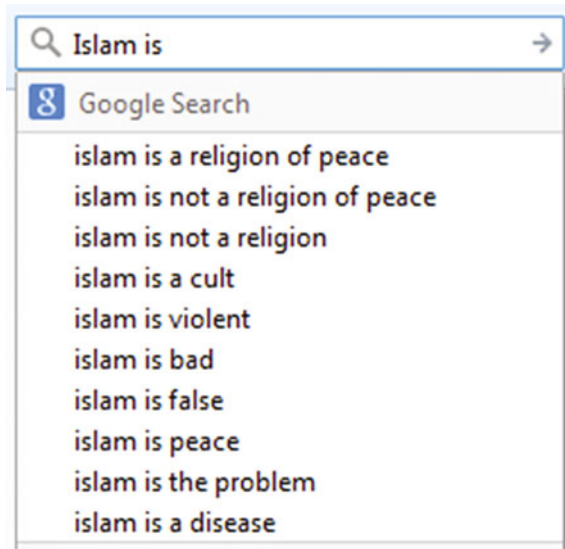 Islam is
g Google Search
islam is a religion of peace
islam is not a religion of peace
islam is not a religion
islam is a cult
islam is violent
islam is bad
islam is false
islam is peace
islam is the problem
islam is a disease